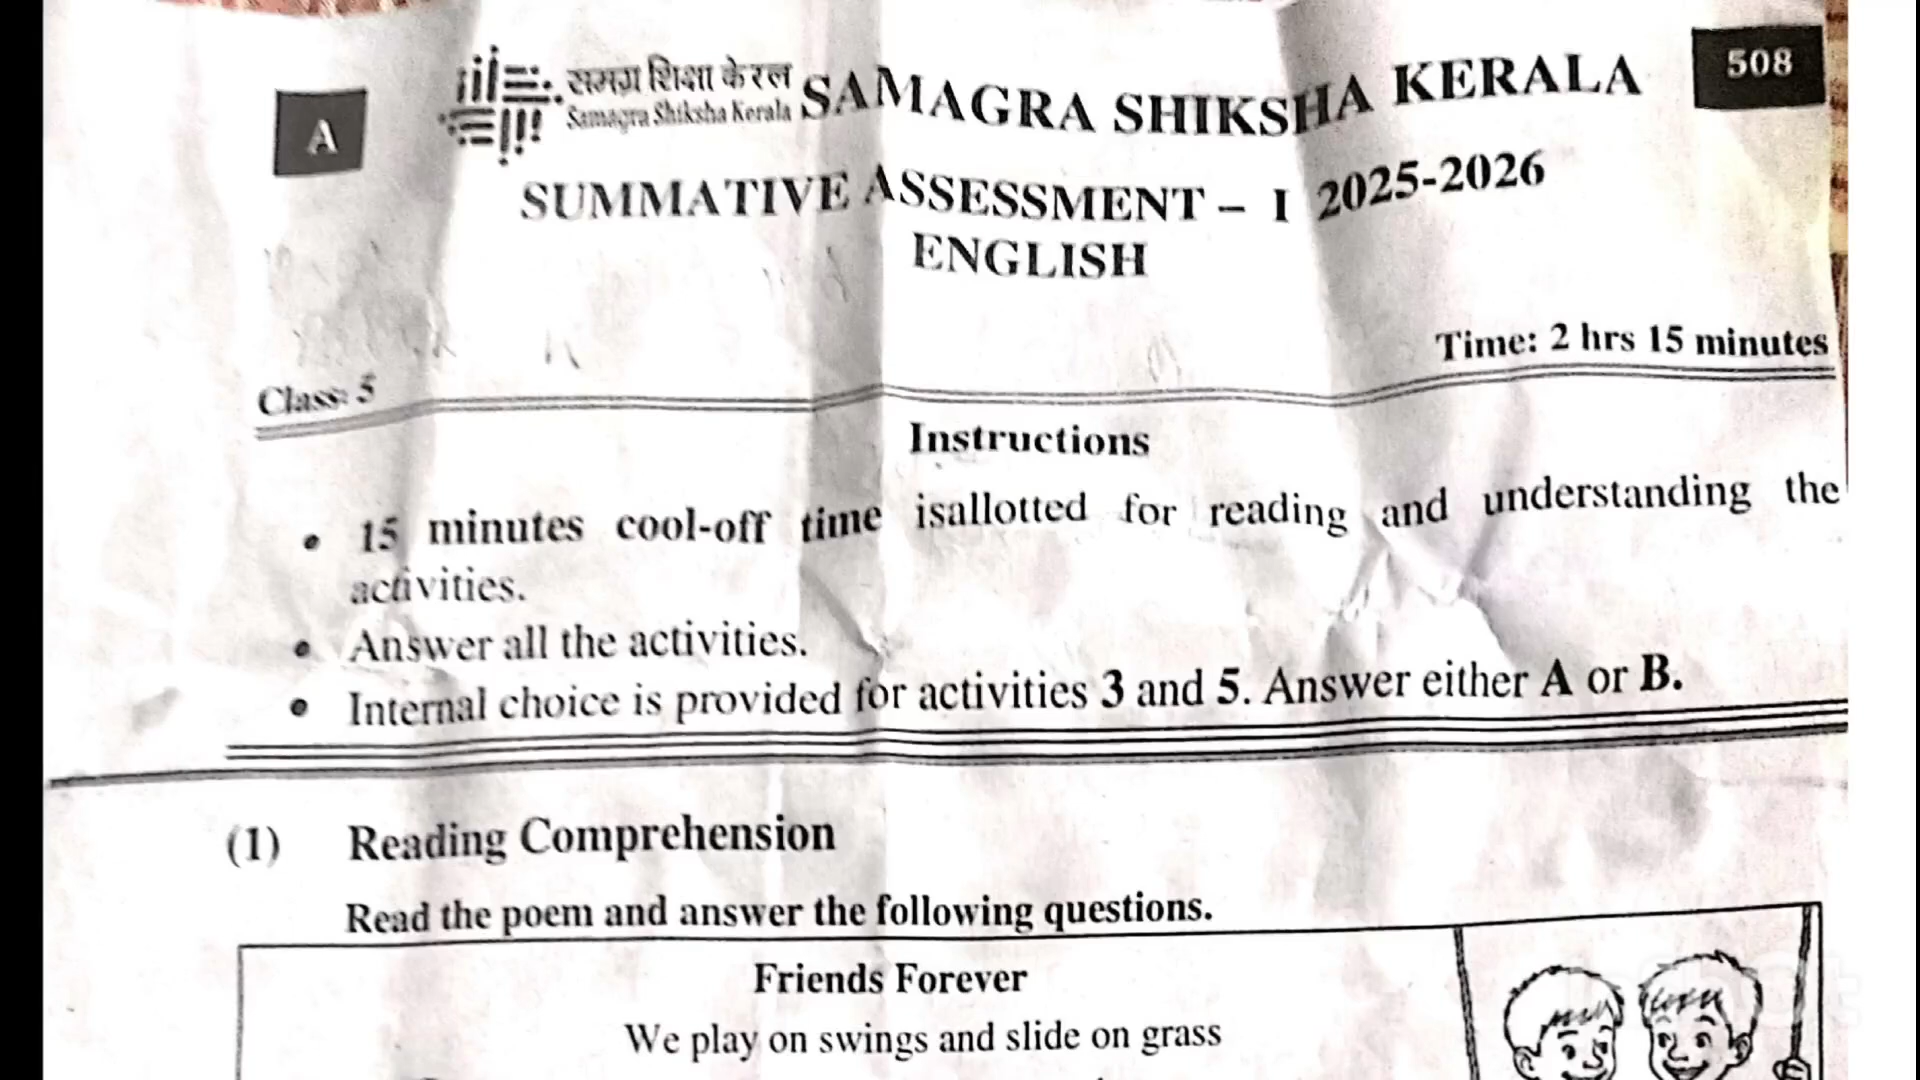 A
समग्र शिक्षा केरल
Samagra Shiksha Kerala
SAMAGRA SHIKSHA KERALA
508
SUMMATIVE ASSESSMENT – I 2025-2026
ENGLISH
Time: 2 hrs 15 minutes
Class: 5
Instructions
• 15 minutes cool-off time isallotted for reading and understanding the
activities.
• Answer all the activities.
• Internal choice is provided for activities 3 and 5. Answer either A or B.
(1) Reading Comprehension
Read the poem and answer the following questions.
Friends Forever
We play on swings and slide on grass